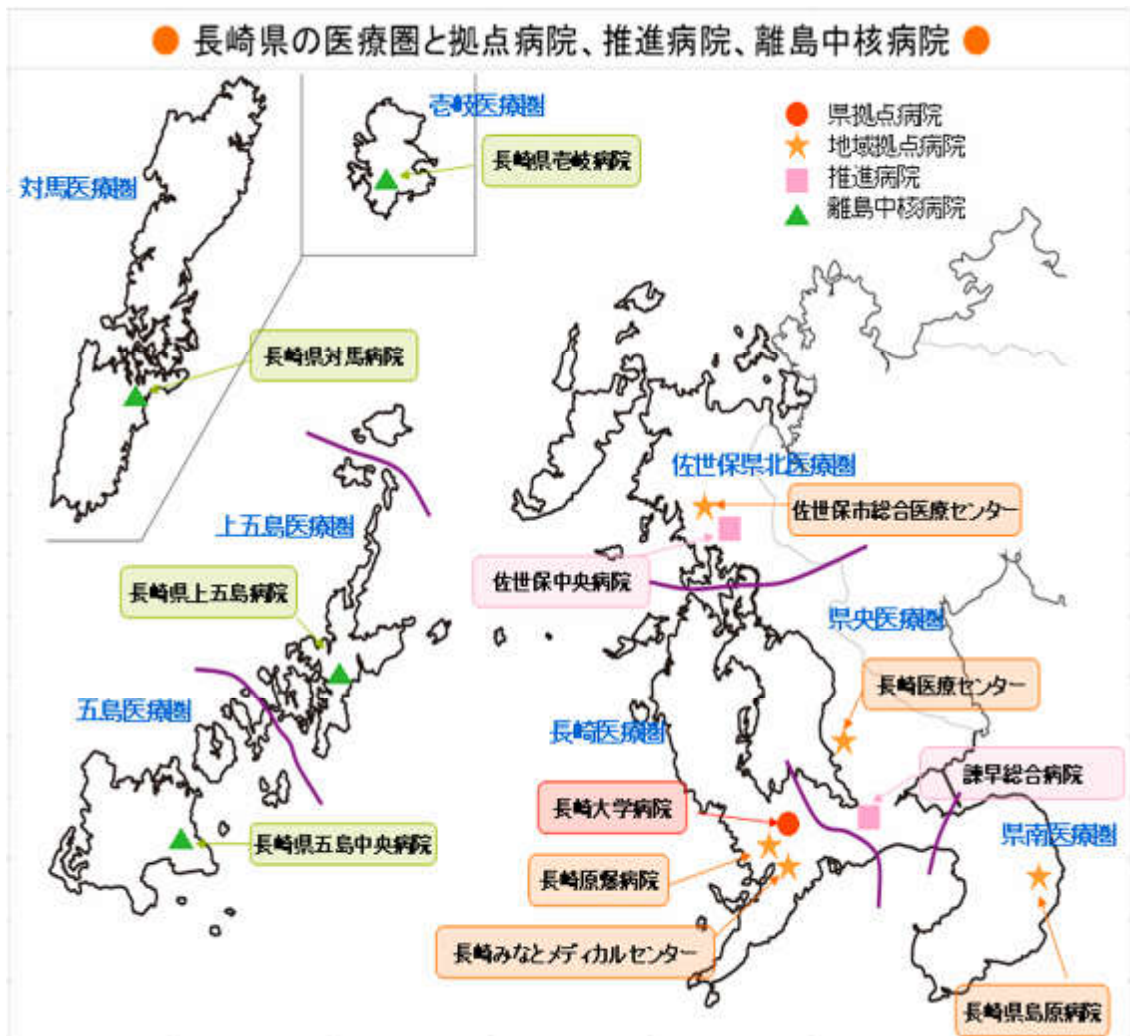 長崎県の医療圏と拠点病院、推進病院、離島中核病院
壱岐医療圏
長崎県壱岐病院
県拠点病院
地域拠点病院
推進病院
離島中核病院
対馬医療圏
長崎県対馬病院
佐世保県北医療圏
佐世保市総合医療センター
佐世保中央病院
上五島医療圏
長崎県上五島病院
県央医療圏
長崎医療センター
五島医療圏
長崎医療圏
諫早総合病院
長崎大学病院
県南医療圏
長崎県五島中央病院
長崎原爆病院
長崎みなとメディカルセンター
長崎県島原病院